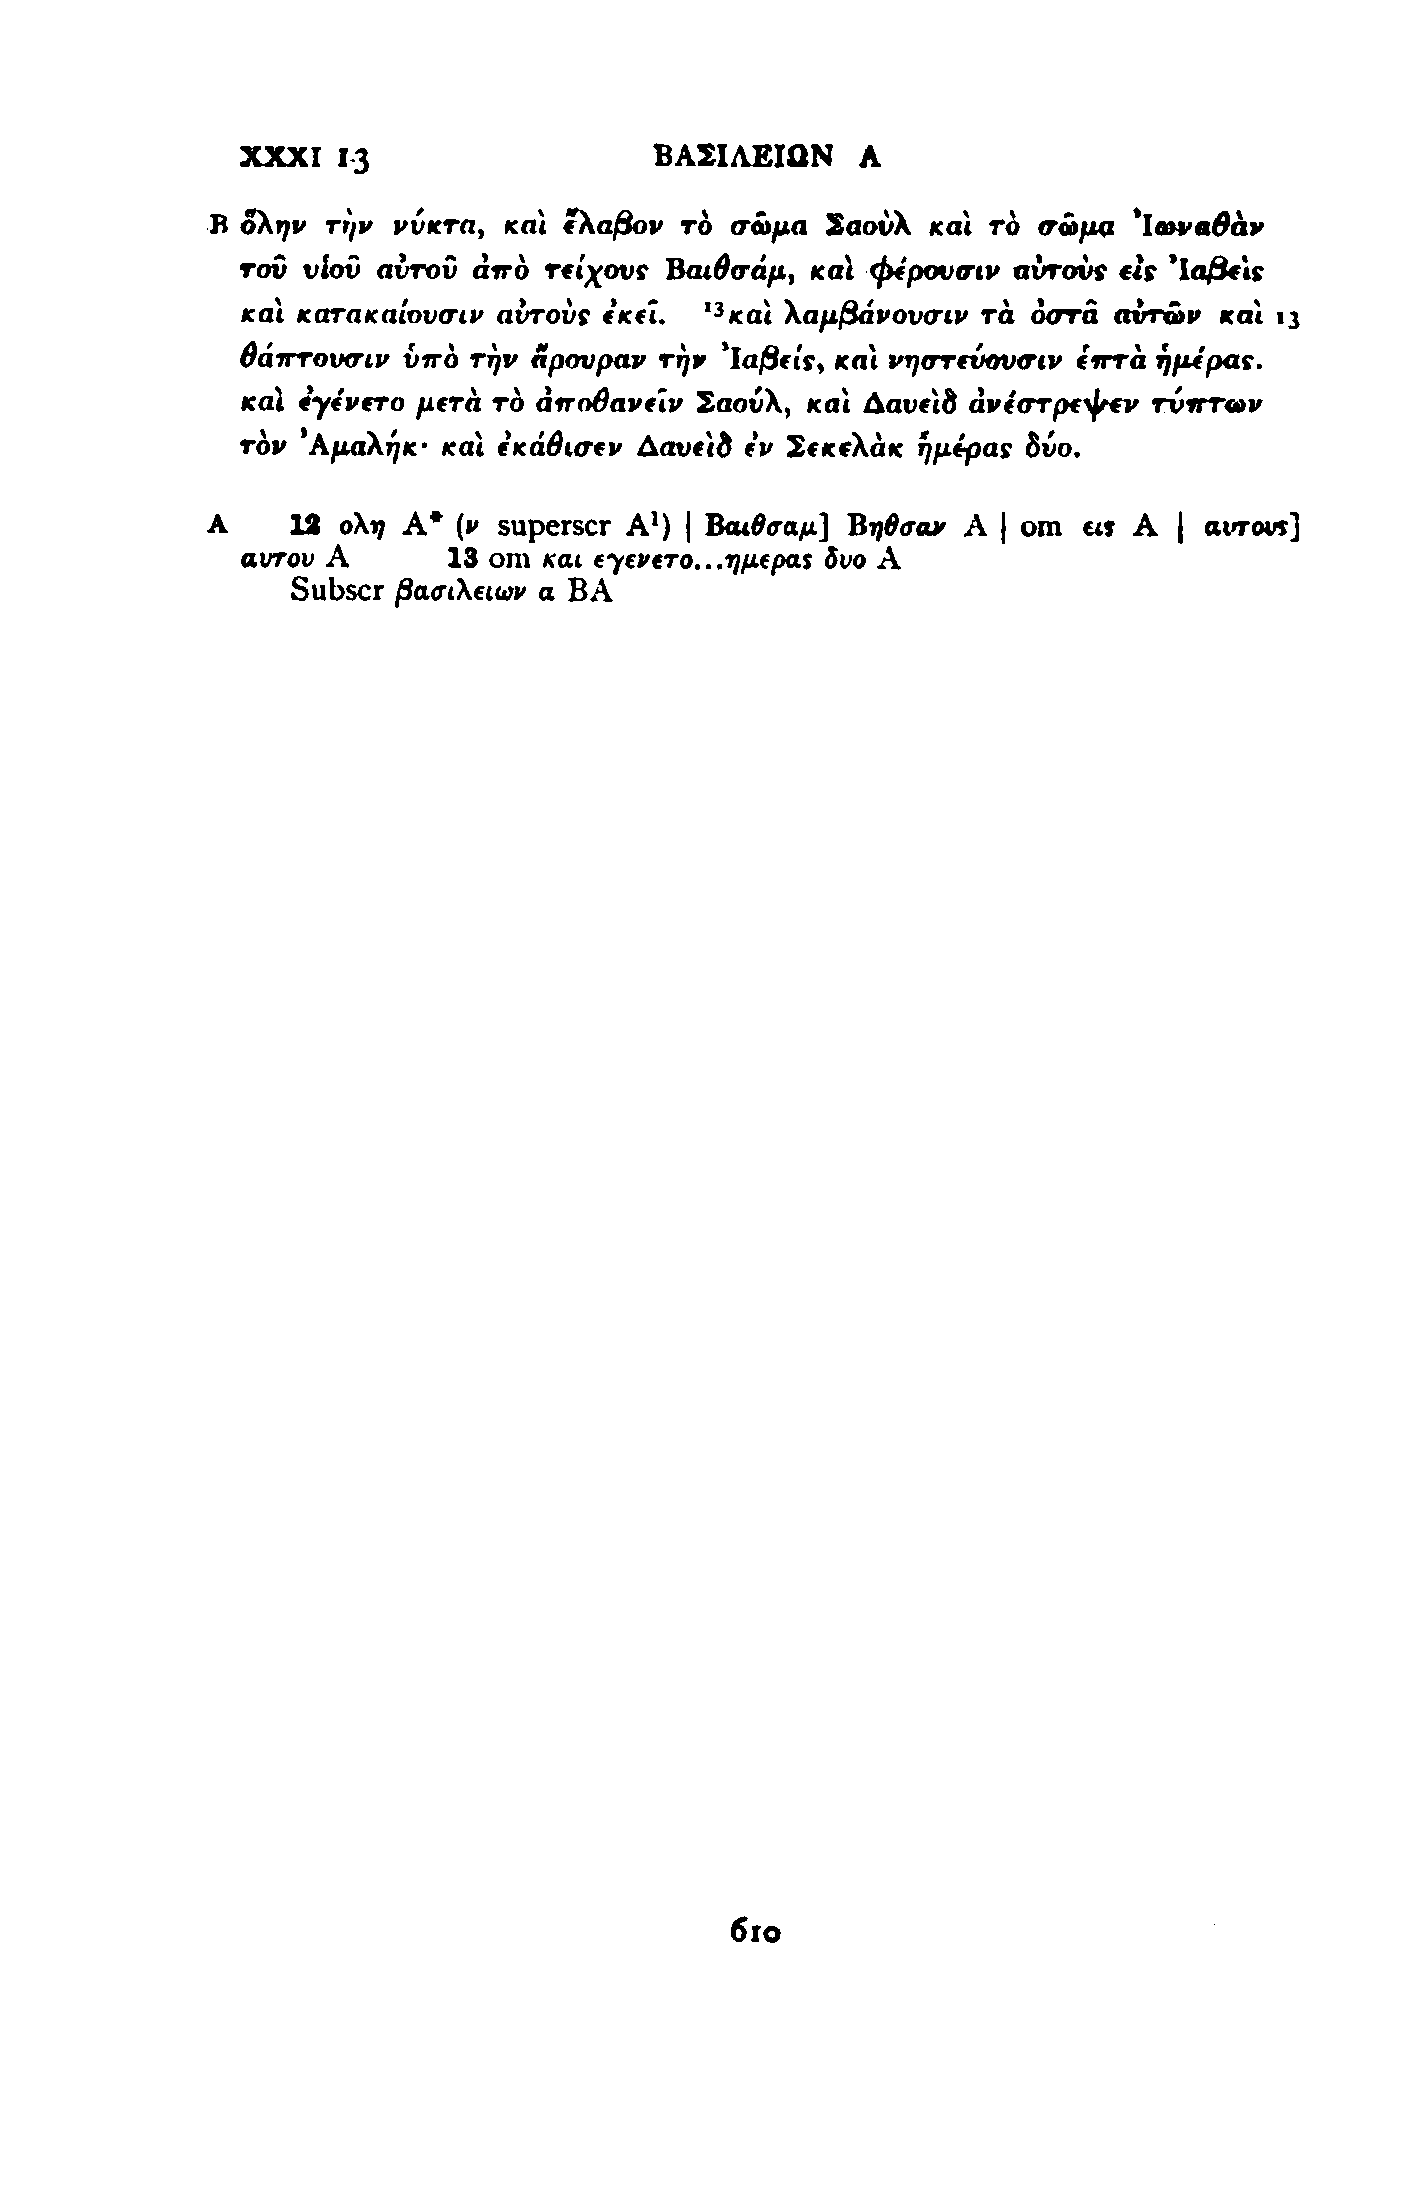 XXXI 13 ΒΑΣΙΛΕΙΩΝ Α
B ὅλην τὴν νύκτα, καὶ ἔλαβον τὸ σῶμα Σαοὺλ καὶ τὸ σῶμα Ἰωναθὰν
τοῦ υἱοῦ αὐτοῦ ἀπὸ τείχους Βαιθσάμ, καὶ φέρουσιν αὐτοὺς εἰς Ἰαβεὶς
καὶ κατακαίουσιν αὐτοὺς ἐκεῖ. ¹³καὶ λαμβάνουσιν τὰ ὀστᾶ αὐτῶν καὶ 13
θάπτουσιν ὑπὸ τὴν ἄρουραν τὴν Ἰαβείς, καὶ νηστεύουσιν ἑπτὰ ἡμέρας.
καὶ ἐγένετο μετὰ τὸ ἀποθανεῖν Σαούλ, καὶ Δαυεὶδ ἀνέστρεψεν τύπτων
τὸν Ἀμαλήκ· καὶ ἐκάθισεν Δαυεὶδ ἐν Σεκελὰκ ἡμέρας δύο.
A 12 ολη A* (ν superscr A¹) | Βαιθσαμ] Βηθσαν A | om εις A | αυτους]
αυτου A 13 om και εγενετο...ημερας δυο A
Subscr βασιλειων α BA
610